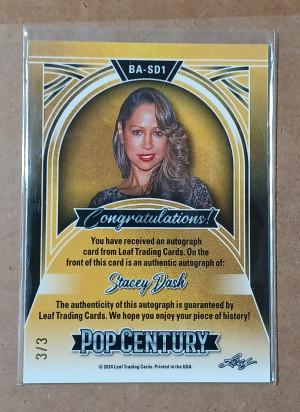 BA-SD1
Congratulations!
You have received an autograph
card from Leaf Trading Cards. On the
front of this card is an authentic autograph of:
Stacey Dash
The authenticity of this autograph is guaranteed by
Leaf Trading Cards. We hope you enjoy your piece of history!
3/3
POP CENTURY
© 2024 Leaf Trading Cards. Printed in the USA.
Leaf